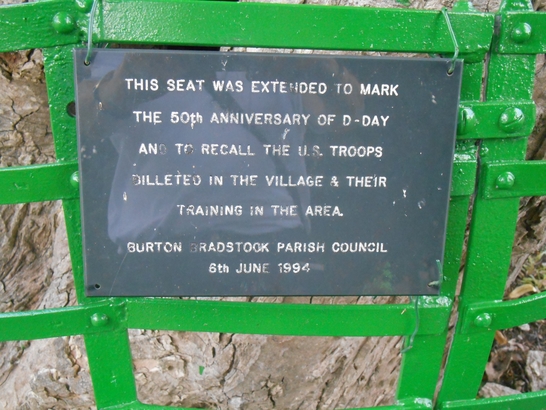 THIS SEAT WAS EXTENDED TO MARK
THE 50th ANNIVERSARY OF D-DAY
AND TO RECALL THE U.S. TROOPS
BILLETED IN THE VILLAGE & THEIR
TRAINING IN THE AREA.
BURTON BRADSTOCK PARISH COUNCIL
6th JUNE 1994